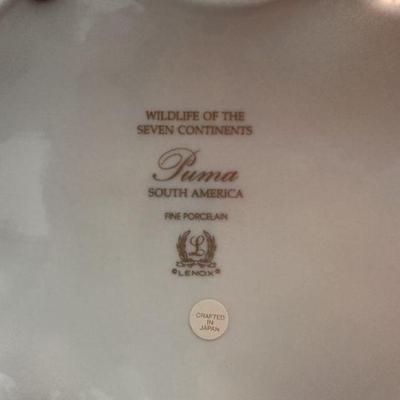 WILDLIFE OF THE
SEVEN CONTINENTS
Puma
SOUTH AMERICA
FINE PORCELAIN
L
©LENOX®
CRAFTED
IN
JAPAN